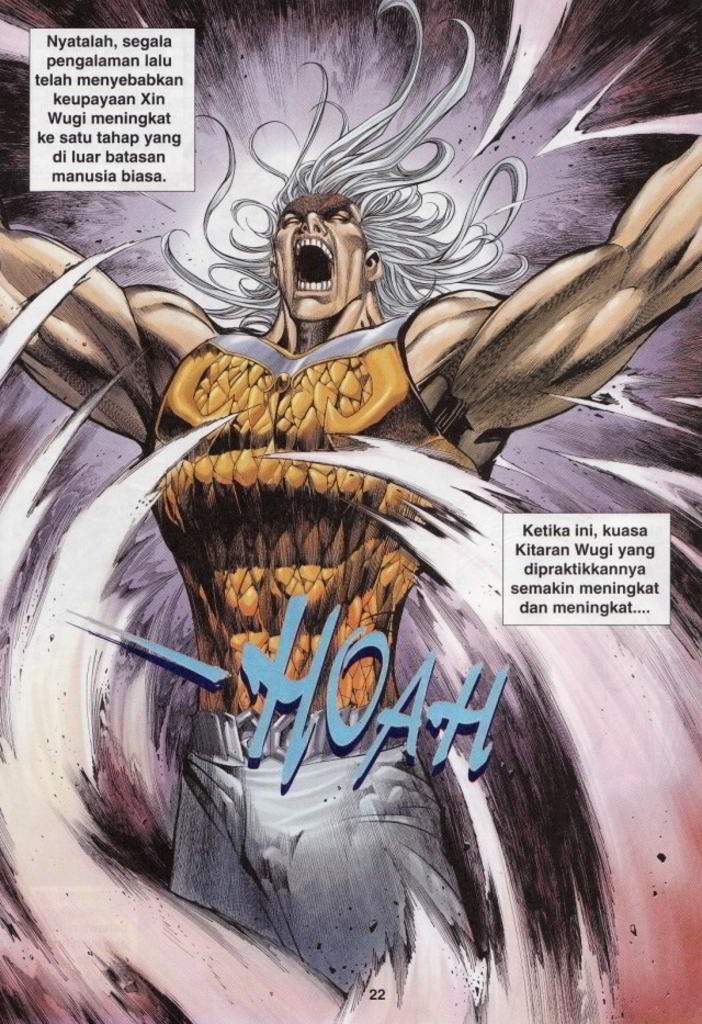 Nyatalah, segala
pengalaman lalu
telah menyebabkan
keupayaan Xin
Wugi meningkat
ke satu tahap yang
di luar batasan
manusia biasa.
Ketika ini, kuasa
Kitaran Wugi yang
dipraktikkannya
semakin meningkat
dan meningkat....
HOAH
22